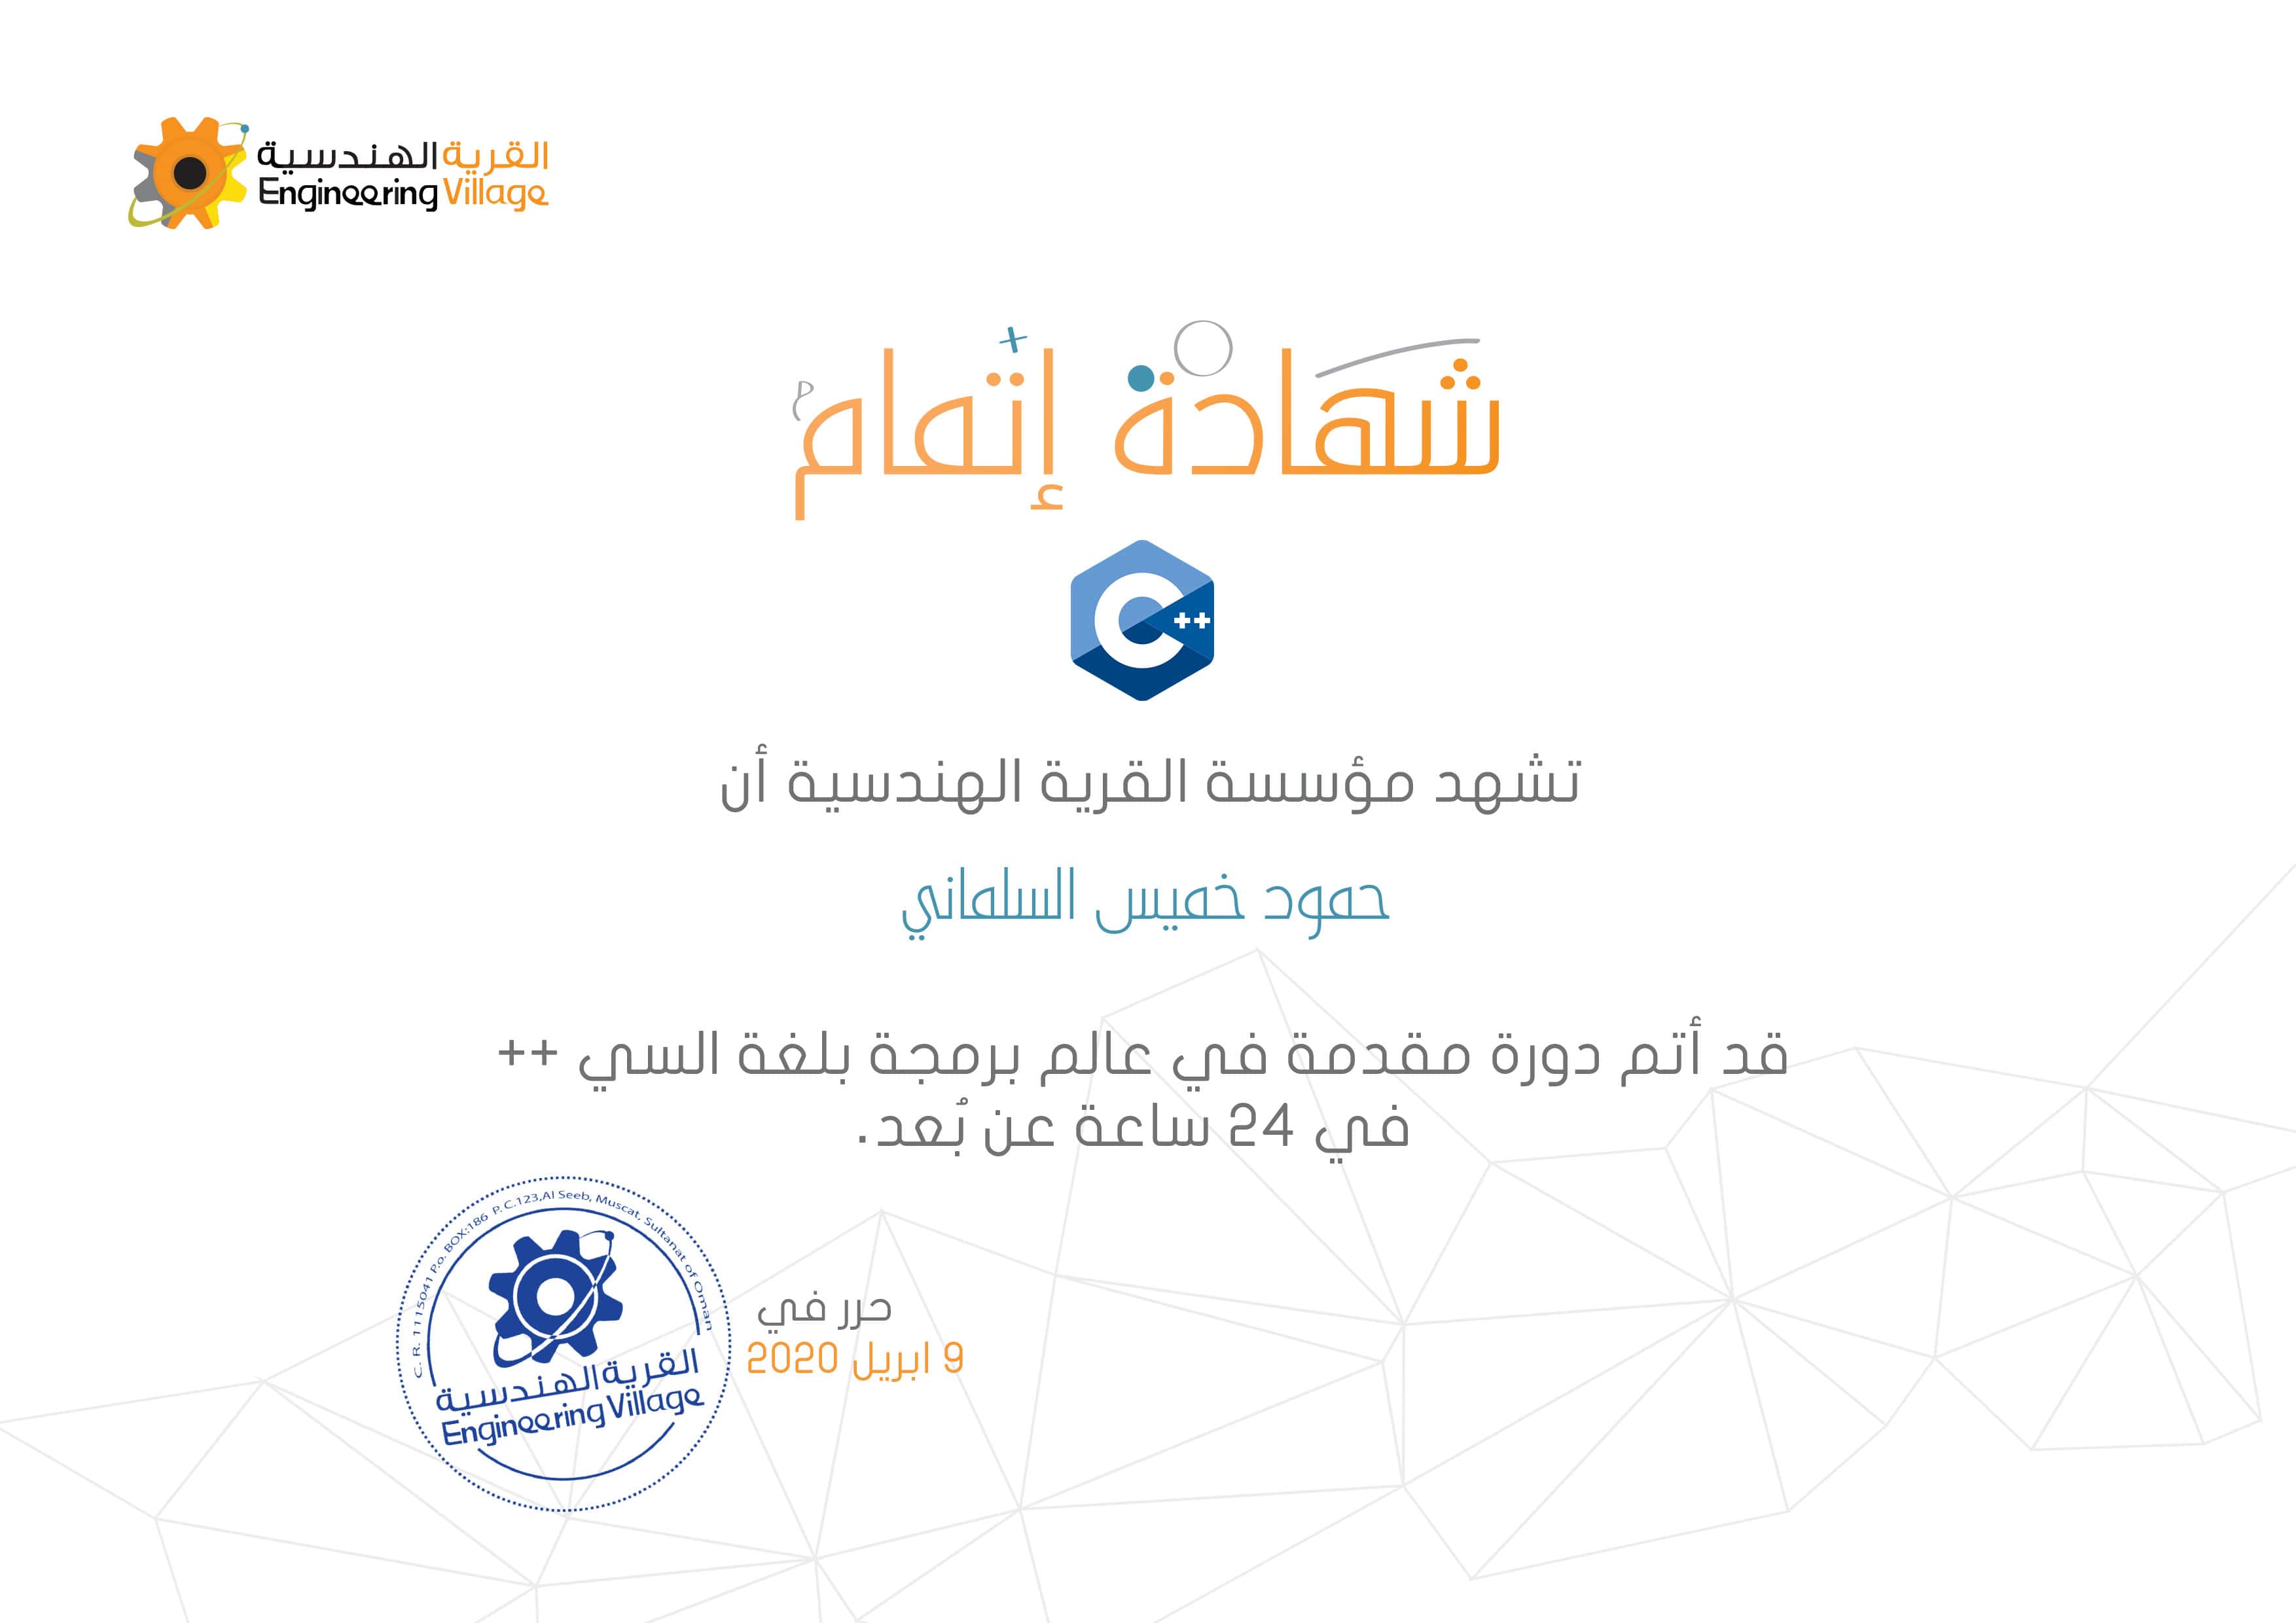 القرية الهندسية
Engineering Village
شهادة إتمام
C++
تشهد مؤسسة القرية الهندسية أن
حمود خميس السلماني
قد أتم دورة مقدمة في عالم برمجة بلغة السي ++
في 24 ساعة عن بُعد.
حرر في
9 ابريل 2020
C. R. 1115041 P.o. BOX:186 P. C.123,Al Seeb, Muscat, Sultanat of Oman
القرية الهندسية
Engineering Village